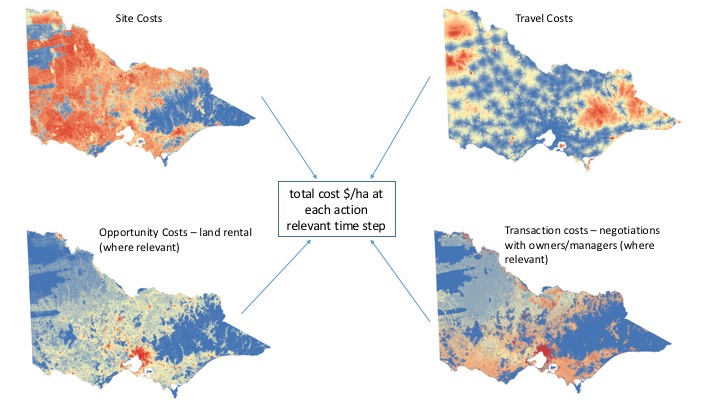 Site Costs
Travel Costs
total cost $/ha at
each action
relevant time step
Opportunity Costs – land rental
(where relevant)
Transaction costs – negotiations
with owners/managers (where
relevant)